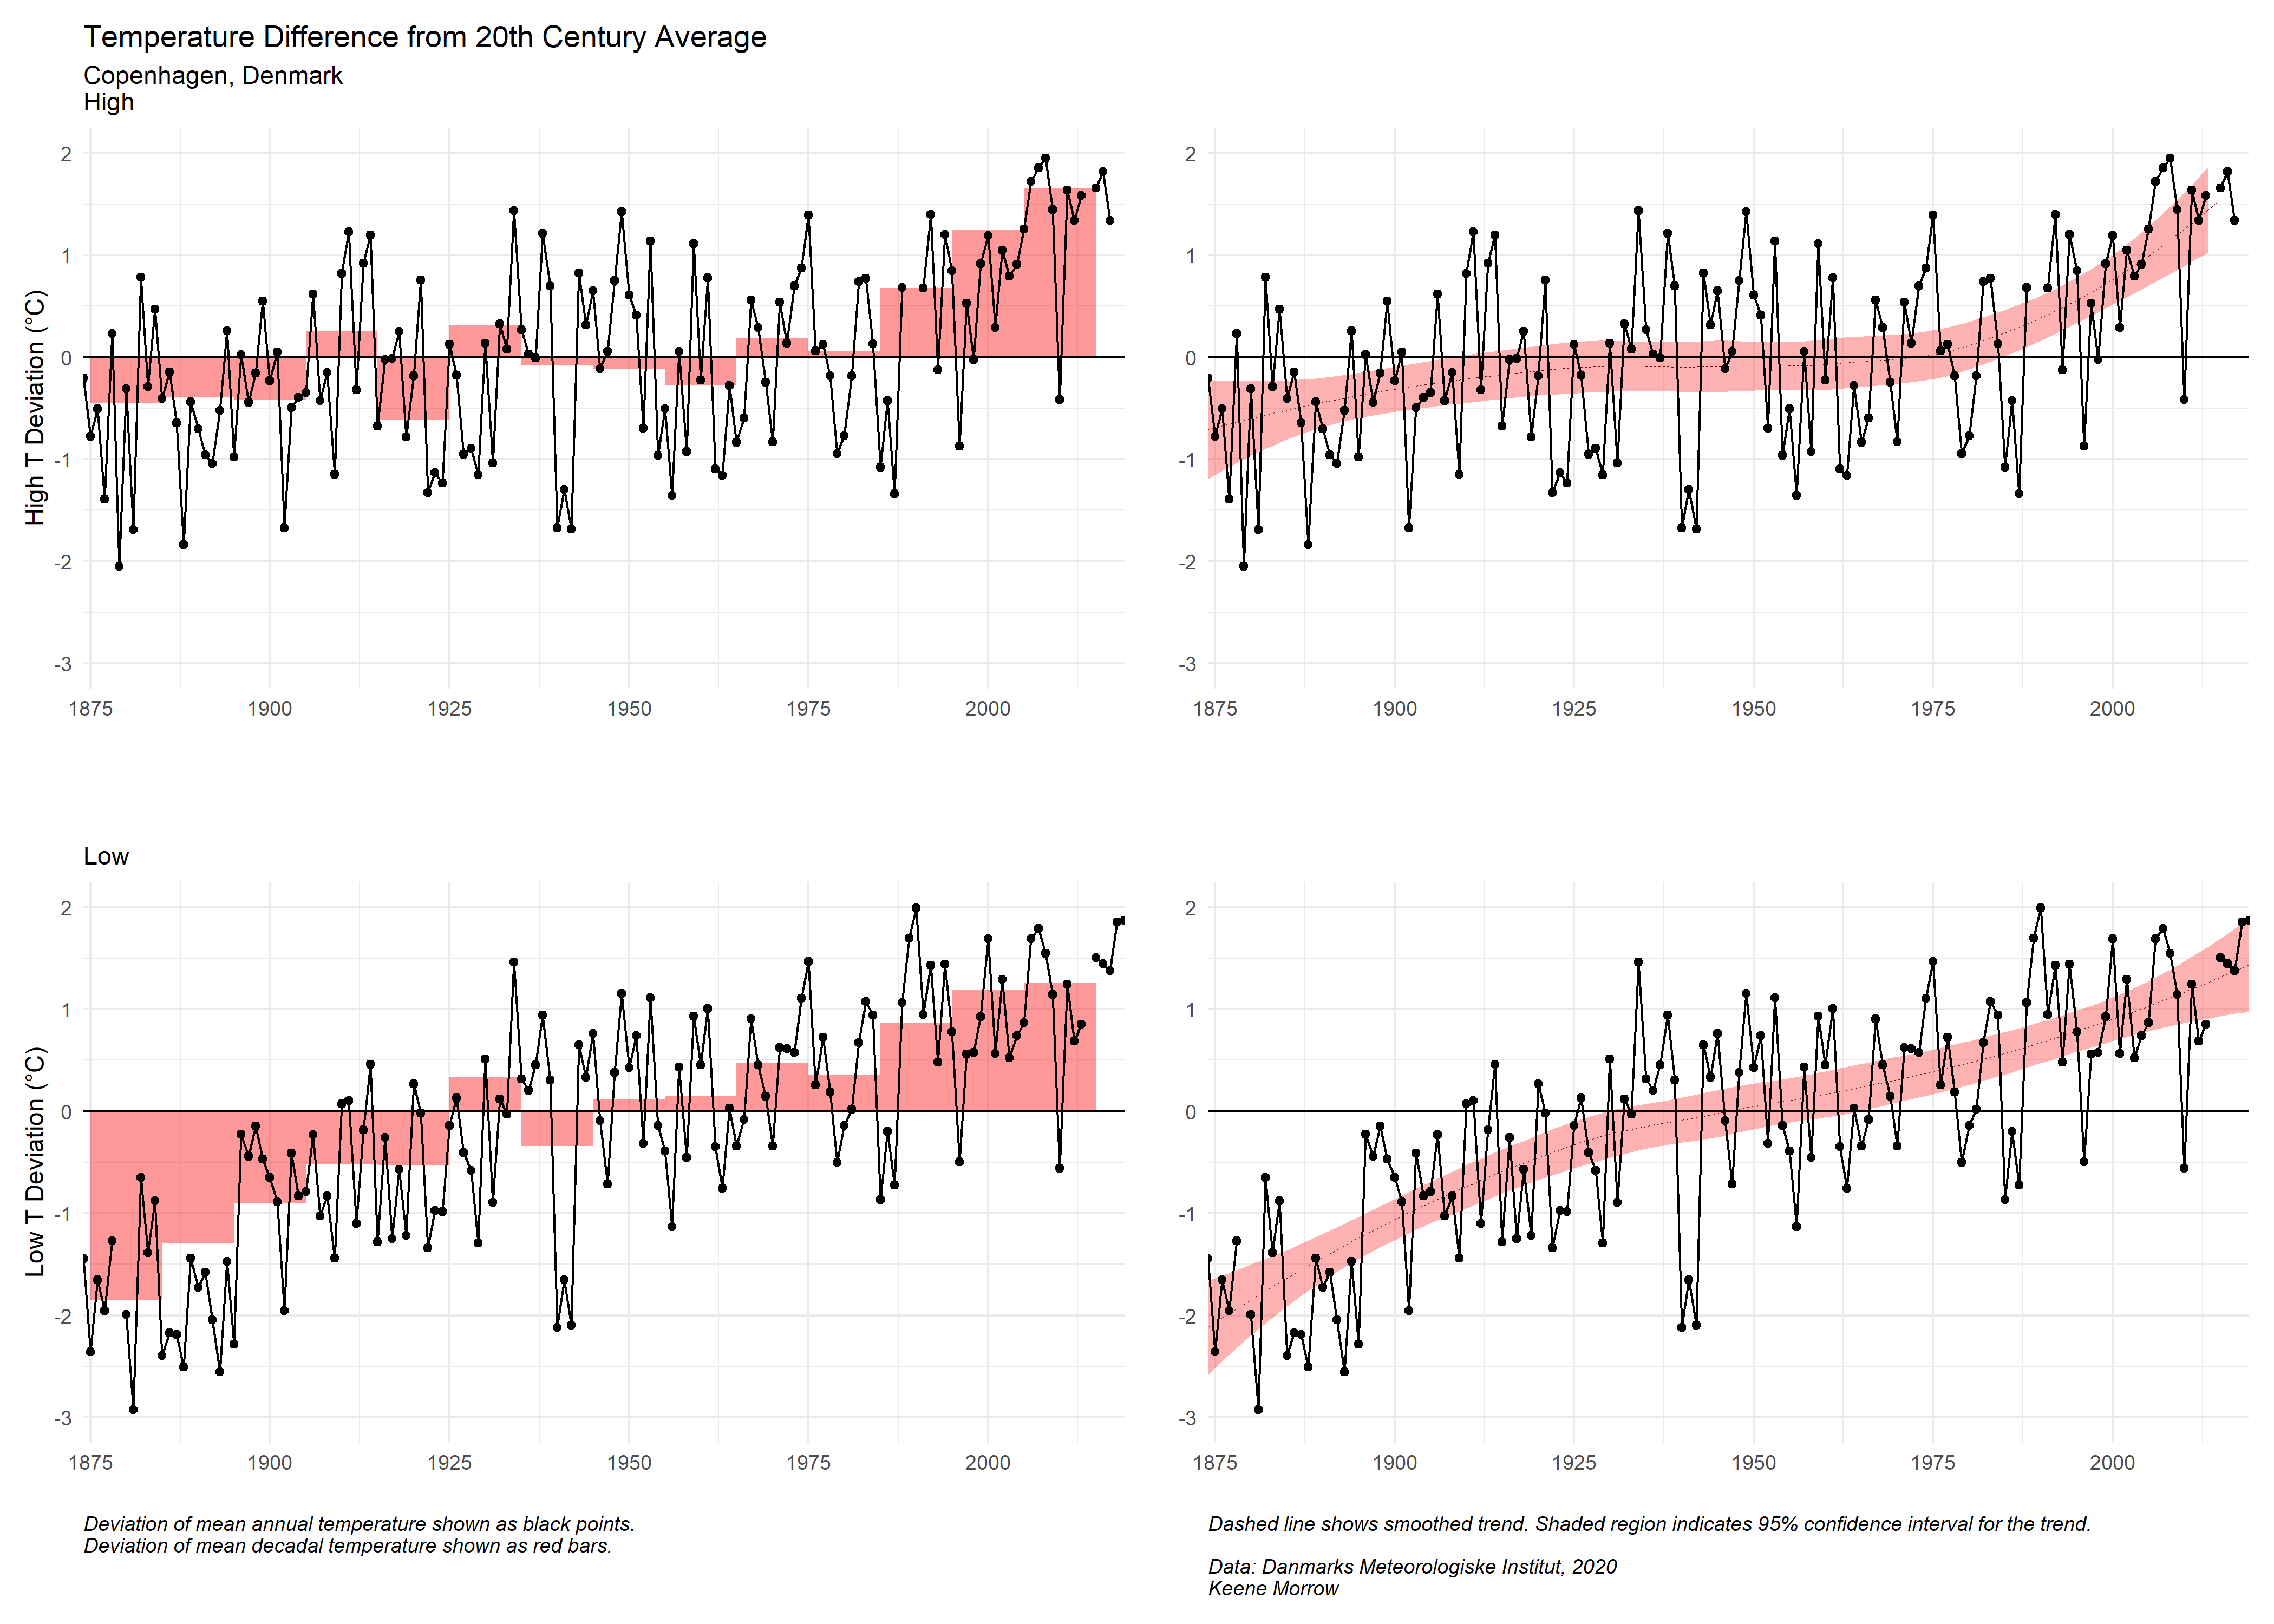 Temperature Difference from 20th Century Average
Copenhagen, Denmark
High
High T Deviation (°C)
2
1
0
-1
-2
-3
1875 1900 1925 1950 1975 2000
2
1
0
-1
-2
-3
1875 1900 1925 1950 1975 2000
Low
Low T Deviation (°C)
2
1
0
-1
-2
-3
1875 1900 1925 1950 1975 2000
2
1
0
-1
-2
-3
1875 1900 1925 1950 1975 2000
Deviation of mean annual temperature shown as black points.
Deviation of mean decadal temperature shown as red bars.
Dashed line shows smoothed trend. Shaded region indicates 95% confidence interval for the trend.
Data: Danmarks Meteorologiske Institut, 2020
Keene Morrow